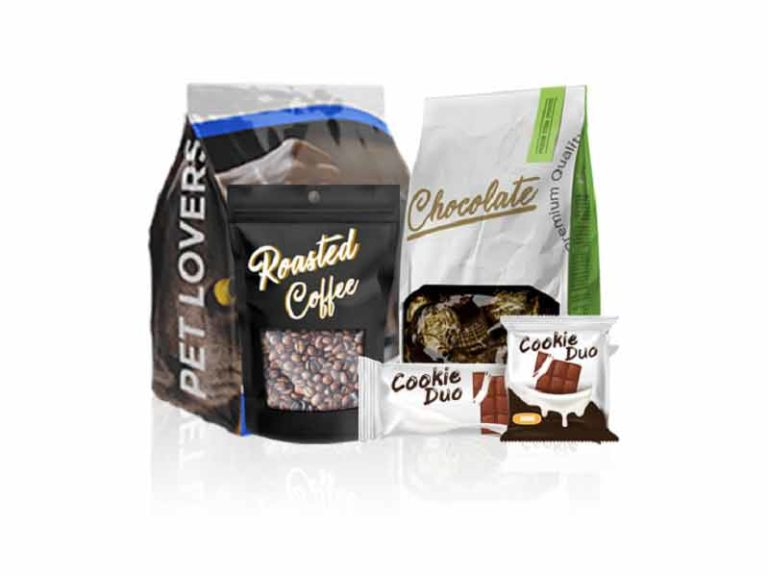 PET LOVERS
Roasted
Coffee
Chocolate
Premium Quality
Cookie
Duo
Cookie
Duo